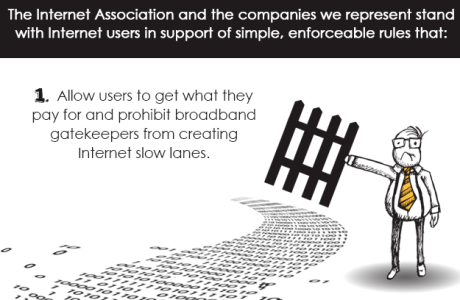 The Internet Association and the companies we represent stand
with Internet users in support of simple, enforceable rules that:
1. Allow users to get what they
pay for and prohibit broadband
gatekeepers from creating
Internet slow lanes.